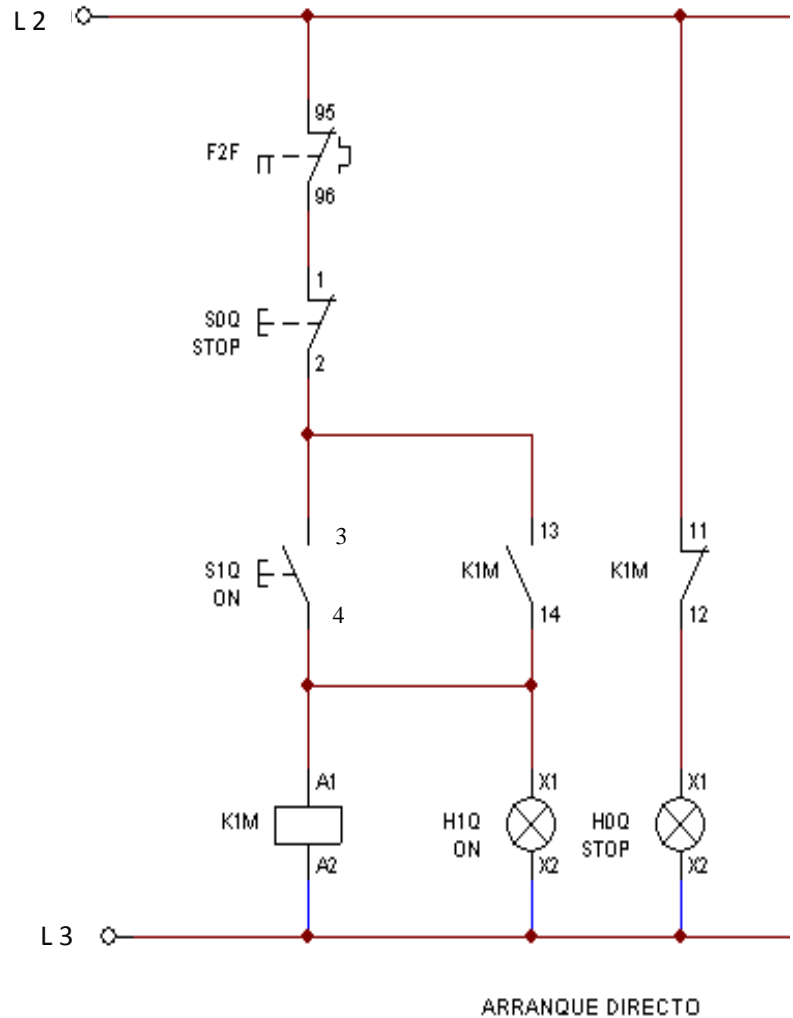 L 2
95
F2F
96
1
S0Q
STOP
2
3
13
11
S1Q
ON
K1M
K1M
4
14
12
A1
X1
X1
K1M
H1Q
ON
H0Q
STOP
A2
X2
X2
L 3
ARRANQUE DIRECTO